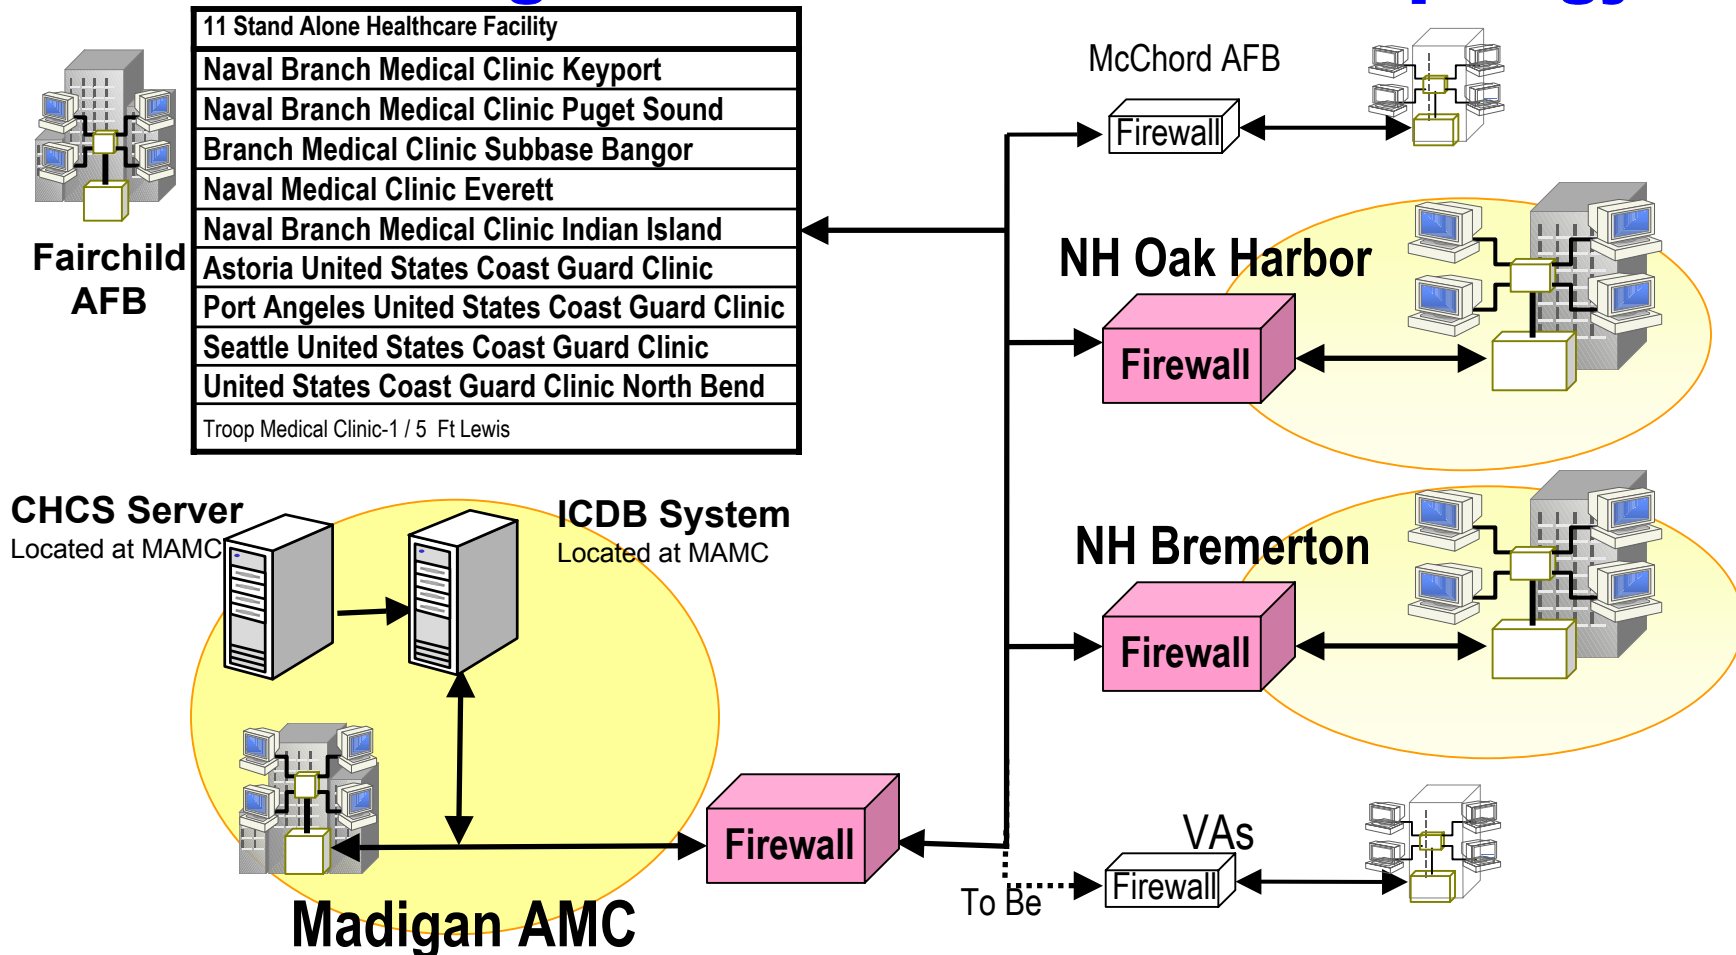 11 Stand Alone Healthcare Facility
Naval Branch Medical Clinic Keyport
Naval Branch Medical Clinic Puget Sound
Branch Medical Clinic Subbase Bangor
Naval Medical Clinic Everett
Naval Branch Medical Clinic Indian Island
Astoria United States Coast Guard Clinic
Port Angeles United States Coast Guard Clinic
Seattle United States Coast Guard Clinic
United States Coast Guard Clinic North Bend
Troop Medical Clinic-1 / 5 Ft Lewis
Fairchild
AFB
McChord AFB
Firewall
NH Oak Harbor
Firewall
NH Bremerton
Firewall
CHCS Server
Located at MAMC
ICDB System
Located at MAMC
Firewall
Madigan AMC
VAs
Firewall
To Be